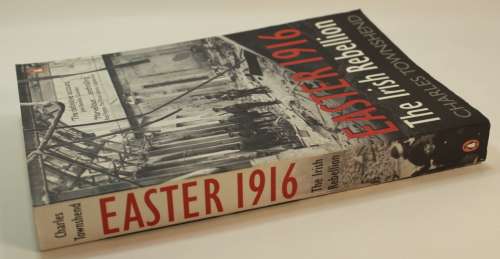 EASTER 1916
The Irish Rebellion
CHARLES TOWNSHEND
Charles
Townshend
EASTER 1916
The Irish
Rebellion